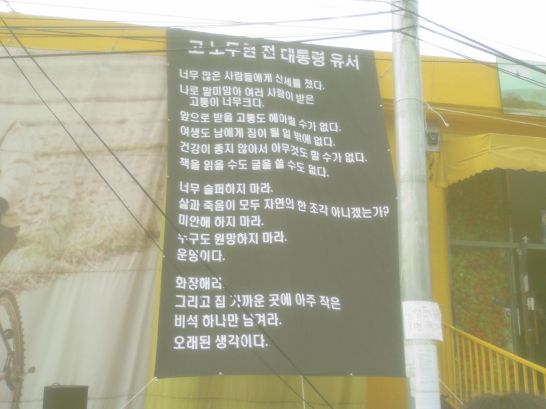 고 노무현 전 대통령 유서
너무 많은 사람들에게 신세를 졌다.
나로 말미암아 여러 사람이 받은
고통이 너무크다.
앞으로 받을 고통도 헤아릴 수가 없다.
여생도 남에게 짐이 될 일 밖에 없다.
건강이 좋지 않아서 아무것도 할 수가 없다.
책을 읽을 수도 글을 쓸 수도 없다.
너무 슬퍼하지 마라.
삶과 죽음이 모두 자연의 한 조각 아니겠는가?
미안해 하지 마라.
누구도 원망하지 마라.
운명이다.
화장해라
그리고 집 가까운 곳에 아주 작은
비석 하나만 남겨라.
오래된 생각이다.